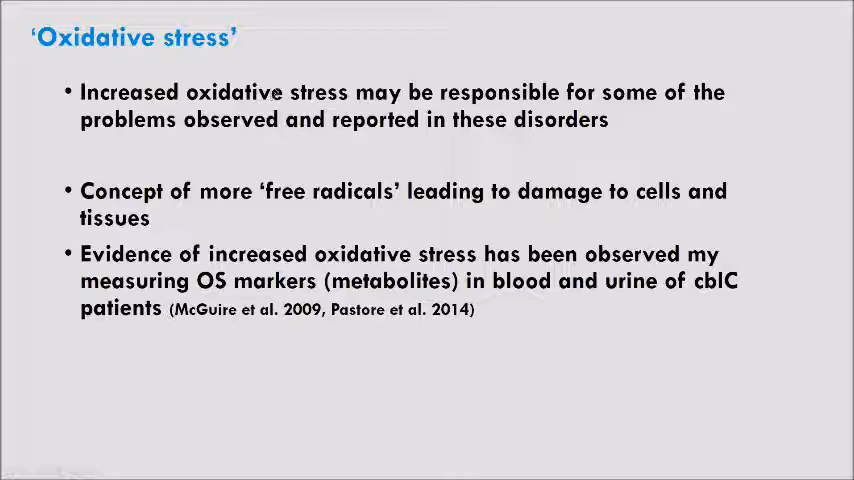 ‘Oxidative stress’
• Increased oxidative stress may be responsible for some of the
problems observed and reported in these disorders
• Concept of more ‘free radicals’ leading to damage to cells and
tissues
• Evidence of increased oxidative stress has been observed my
measuring OS markers (metabolites) in blood and urine of cblC
patients (McGuire et al. 2009, Pastore et al. 2014)